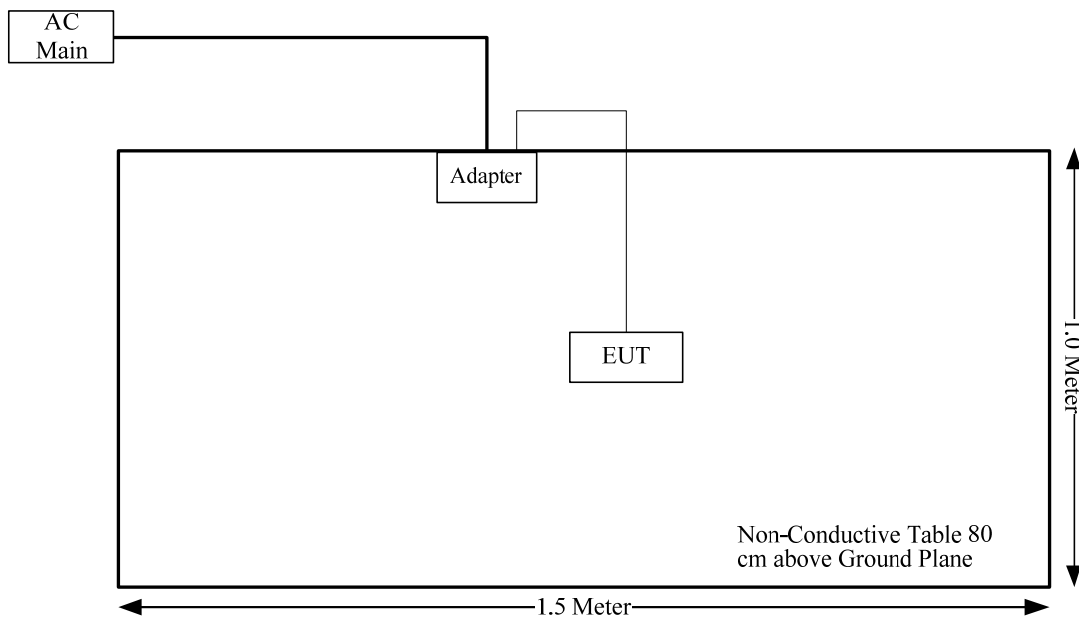 AC
Main
Adapter
EUT
1.0 Meter
Non-Conductive Table 80
cm above Ground Plane
1.5 Meter